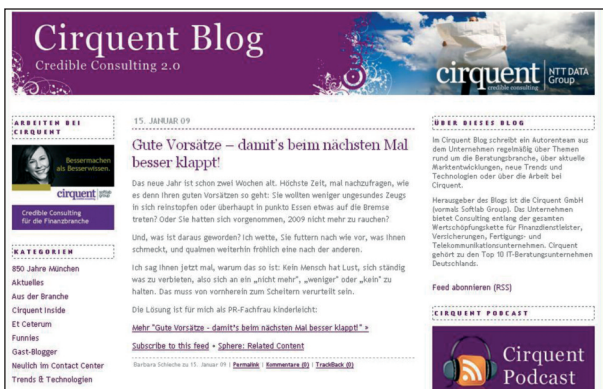 Cirquent Blog
Credible Consulting 2.0
cirquent
credible consulting
NTT DATA
Group
ARBEITEN BEI
CIRQUENT
Bessermachen
als Besserwissen.
cirquent
Credible Consulting
für die Finanzbranche
KATEGORIEN
850 Jahre München
Aktuelles
Aus der Branche
Cirquent Inside
Et Ceterum
Funnies
Gast-Blogger
Neulich im Contact Center
Trends & Technologien
15. JANUAR 09
Gute Vorsätze – damit's beim nächsten Mal
besser klappt!
Das neue Jahr ist schon zwei Wochen alt. Höchste Zeit, mal nachzufragen, wie
es denn Ihren guten Vorsätzen so geht: Sie wollten weniger ungesundes Zeugs
in sich reinstopfen oder überhaupt in punkto Essen etwas auf die Bremse
treten? Oder Sie hatten sich vorgenommen, 2009 nicht mehr zu rauchen?
Und, was ist daraus geworden? Ich wette, Sie futtern nach wie vor, was Ihnen
schmeckt, und qualmen weiterhin fröhlich eine nach der anderen.
Ich sag Ihnen jetzt mal, warum das so ist: Kein Mensch hat Lust, sich ständig
was zu verbieten, also sich an ein „nicht mehr", „weniger" oder „kein" zu
halten. Das muss von vornherein zum Scheitern verurteilt sein.
Die Lösung ist für mich als PR-Fachfrau kinderleicht:
Mehr "Gute Vorsätze - damit's beim nächsten Mal besser klappt!" »
Subscribe to this feed • Sphere: Related Content
Barbara Schleche zu 15. Januar 09 | Permalink | Kommentare (0) | TrackBack (0)
ÜBER DIESES BLOG
Im Cirquent Blog schreibt ein Autorenteam aus
dem Unternehmen regelmäßig über Themen
rund um die Beratungsbranche, über aktuelle
Marktentwicklungen, neue Trends und
Technologien oder über die Arbeit bei
Cirquent.
Herausgeber des Blogs ist die Cirquent GmbH
(vormals Softlab Group). Das Unternehmen
bietet Consulting entlang der gesamten
Wertschöpfungskette für Finanzdienstleister,
Versicherungen, Fertigungs- und
Telekommunikationsunternehmen. Cirquent
gehört zu den Top 10 IT-Beratungsunternehmen
Deutschlands.
Feed abonnieren (RSS)
CIRQUENT PODCAST
Cirquent
Podcast